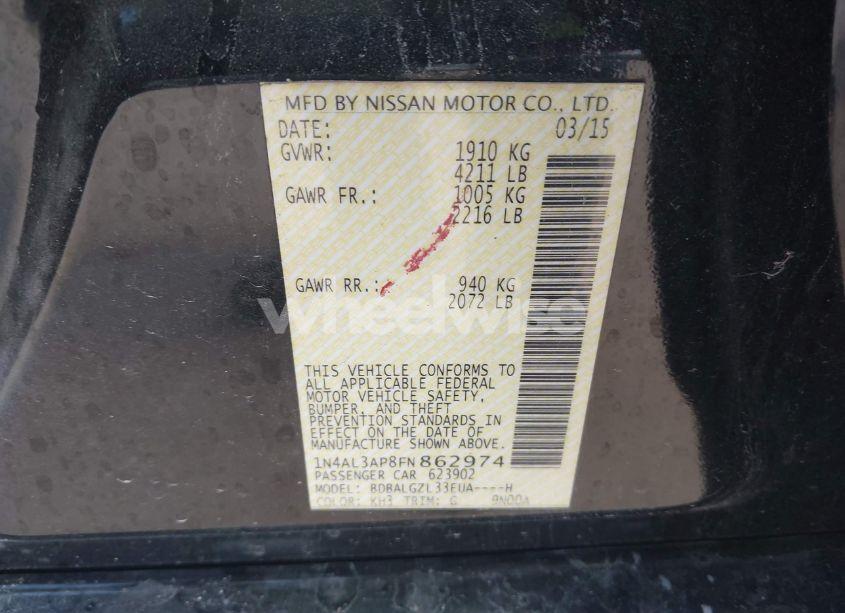 MFD BY NISSAN MOTOR CO., LTD.
DATE: 03/15
GVWR: 1910 KG
4211 LB
GAWR FR.: 1005 KG
2216 LB
GAWR RR.: 940 KG
2072 LB
wheelwise
THIS VEHICLE CONFORMS TO
ALL APPLICABLE FEDERAL
MOTOR VEHICLE SAFETY,
BUMPER, AND THEFT
PREVENTION STANDARDS IN
EFFECT ON THE DATE OF
MANUFACTURE SHOWN ABOVE.
1N4AL3AP8FN862974
PASSENGER CAR 623902
MODEL: BDBALGZL33EUA----H
COLOR: KH3 TRIM: G 9N00A